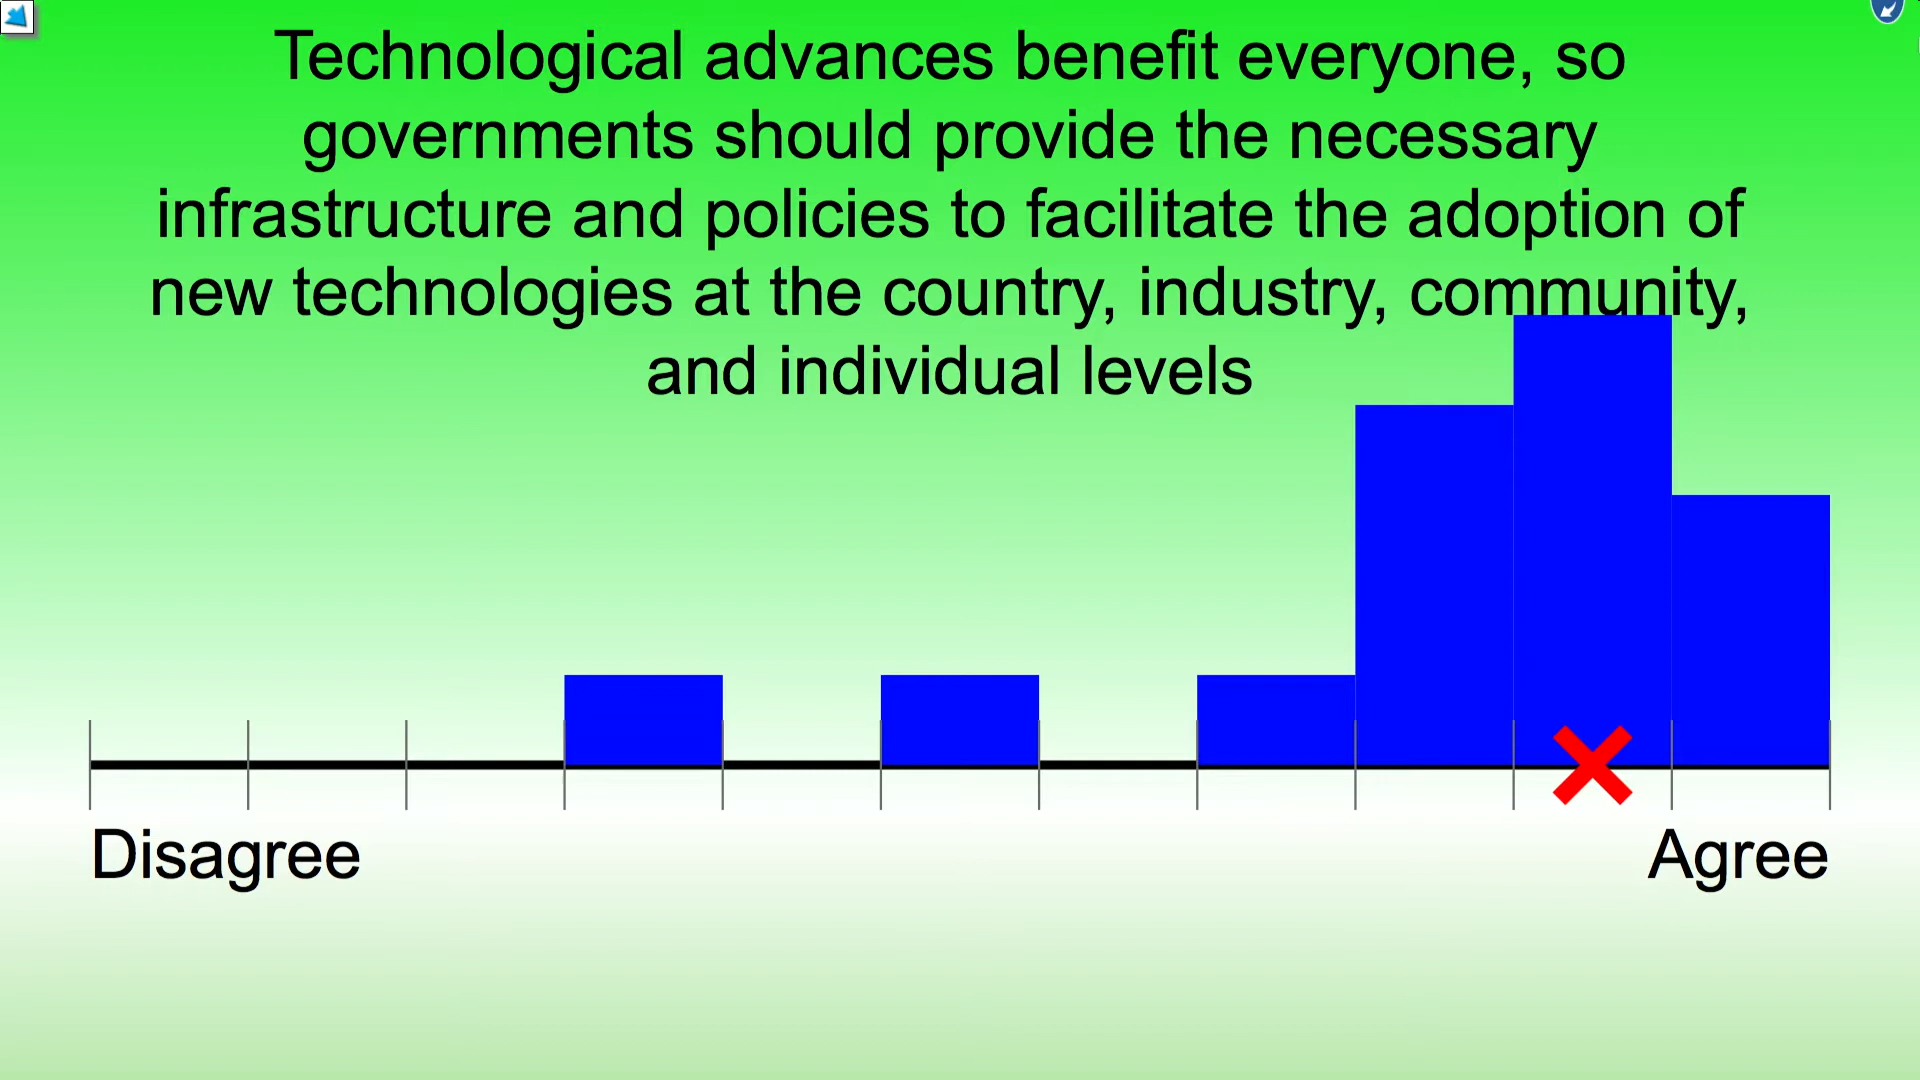 Technological advances benefit everyone, so
governments should provide the necessary
infrastructure and policies to facilitate the adoption of
new technologies at the country, industry, community,
and individual levels
Disagree
Agree